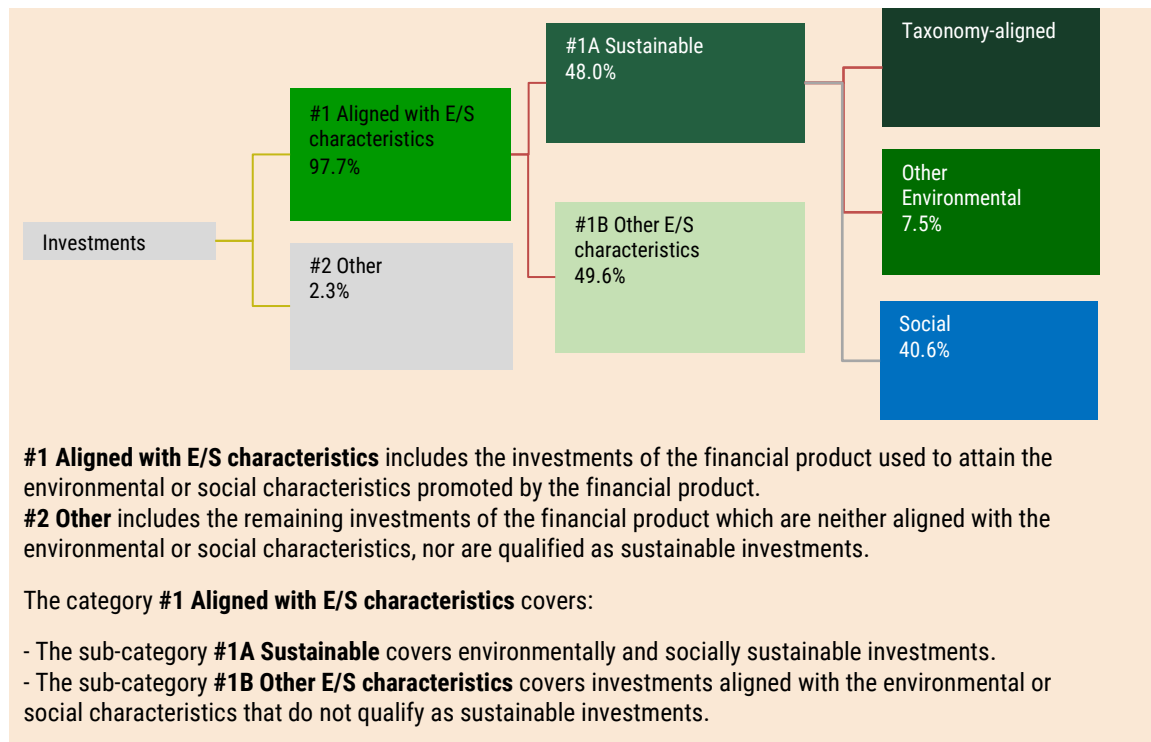 Investments
#1 Aligned with E/S
characteristics
97.7%
#2 Other
2.3%
#1A Sustainable
48.0%
#1B Other E/S
characteristics
49.6%
Taxonomy-aligned
Other
Environmental
7.5%
Social
40.6%
#1 Aligned with E/S characteristics includes the investments of the financial product used to attain the
environmental or social characteristics promoted by the financial product.
#2 Other includes the remaining investments of the financial product which are neither aligned with the
environmental or social characteristics, nor are qualified as sustainable investments.
The category #1 Aligned with E/S characteristics covers:
- The sub-category #1A Sustainable covers environmentally and socially sustainable investments.
- The sub-category #1B Other E/S characteristics covers investments aligned with the environmental or
social characteristics that do not qualify as sustainable investments.